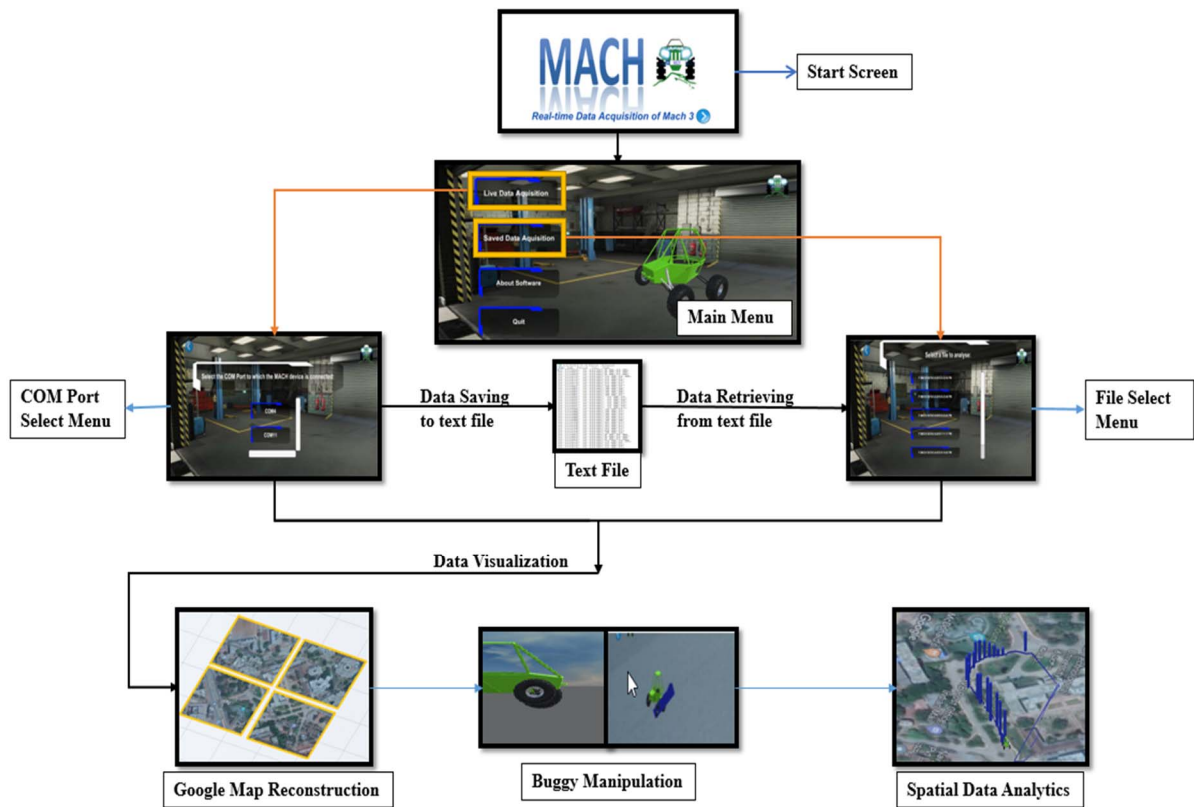 MACH
Real-time Data Acquisition of Mach 3
Start Screen
Live Data Aquisition
Saved Data Aquisition
About Software
Quit
Main Menu
Select the COM Port to which the MACH device is connected
COM4
COM11
COM Port
Select Menu
Data Saving
to text file
Text File
Data Retrieving
from text file
Select a file to analyse
File Select
Menu
Data Visualization
Google Map Reconstruction
Buggy Manipulation
Spatial Data Analytics